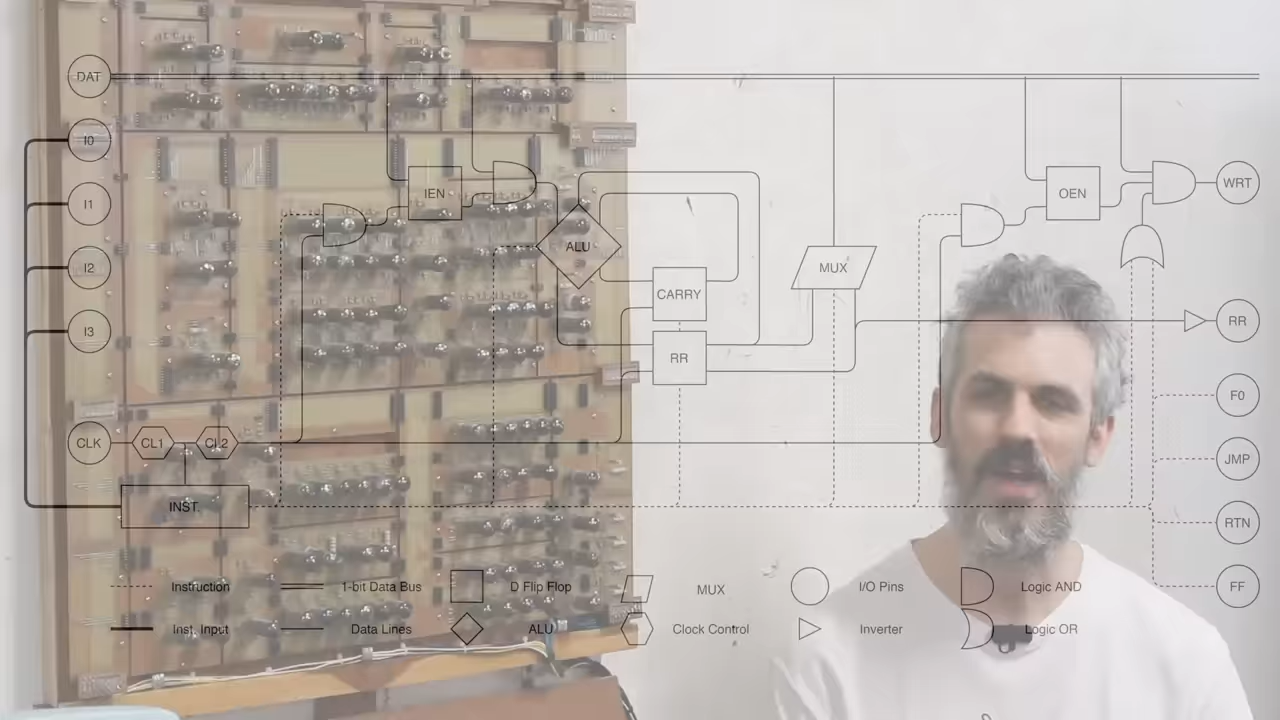 DAT
I0
I1
I2
I3
IEN
ALU
CARRY
RR
MUX
OEN
WRT
RR
F0
JMP
RTN
FF
CLK
CL1
CL2
INST.
Instruction
1-bit Data Bus
D Flip Flop
MUX
I/O Pins
Logic AND
Inst. Input
Data Lines
ALU
Clock Control
Inverter
Logic OR